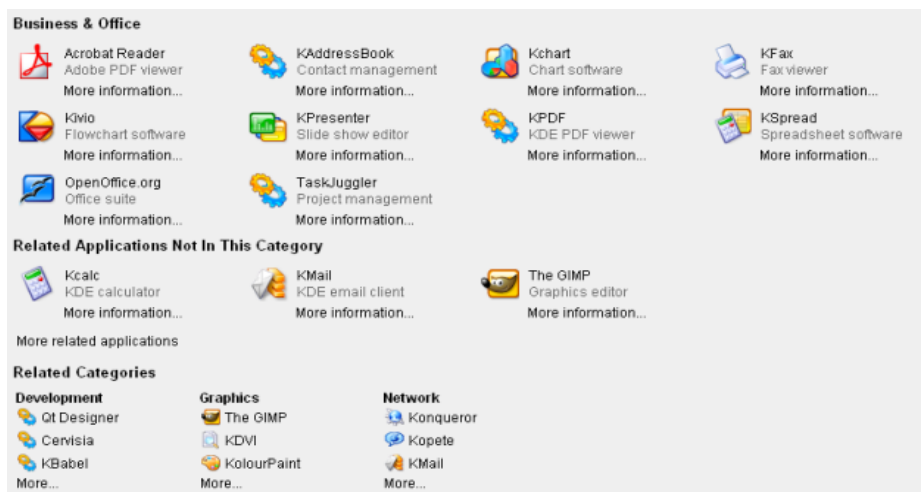 Business & Office
Acrobat Reader
Adobe PDF viewer
More information...
KAddressBook
Contact management
More information...
Kchart
Chart software
More information...
KFax
Fax viewer
More information...
Kivio
Flowchart software
More information...
KPresenter
Slide show editor
More information...
KPDF
KDE PDF viewer
More information...
KSpread
Spreadsheet software
More information...
OpenOffice.org
Office suite
More information...
TaskJuggler
Project management
More information...
Related Applications Not In This Category
Kcalc
KDE calculator
More information...
KMail
KDE email client
More information...
The GIMP
Graphics editor
More information...
More related applications
Related Categories
Development
Qt Designer
Cervisia
KBabel
More...
Graphics
The GIMP
KDVI
KolourPaint
More...
Network
Konqueror
Kopete
KMail
More...